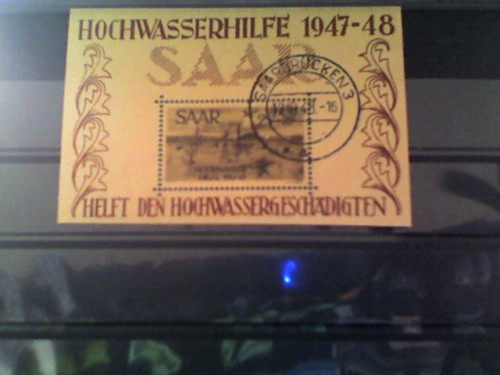 HOCHWASSERHILFE 1947-48
SAAR
SAARBRÜCKEN 3
SAAR
HELFT DEN HOCHWASSERGESCHÄDIGTEN